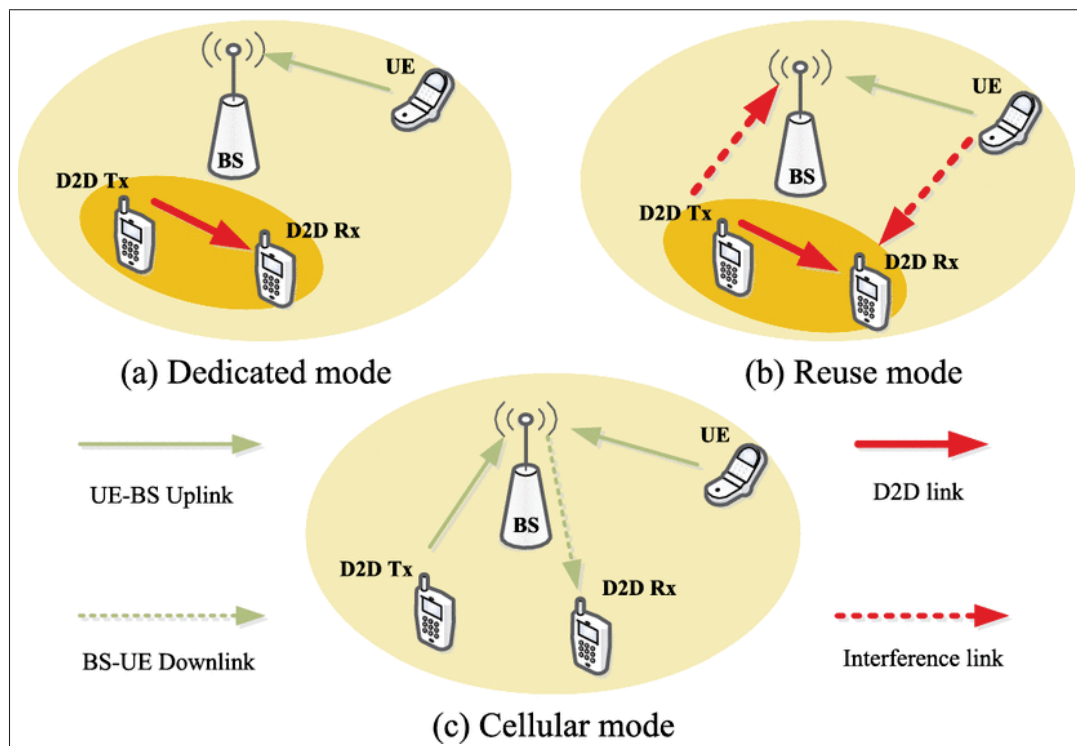 UE
BS
D2D Tx
D2D Rx
(a) Dedicated mode
UE
BS
D2D Tx
D2D Rx
(b) Reuse mode
UE-BS Uplink
BS-UE Downlink
UE
BS
D2D Tx
D2D Rx
(c) Cellular mode
D2D link
Interference link